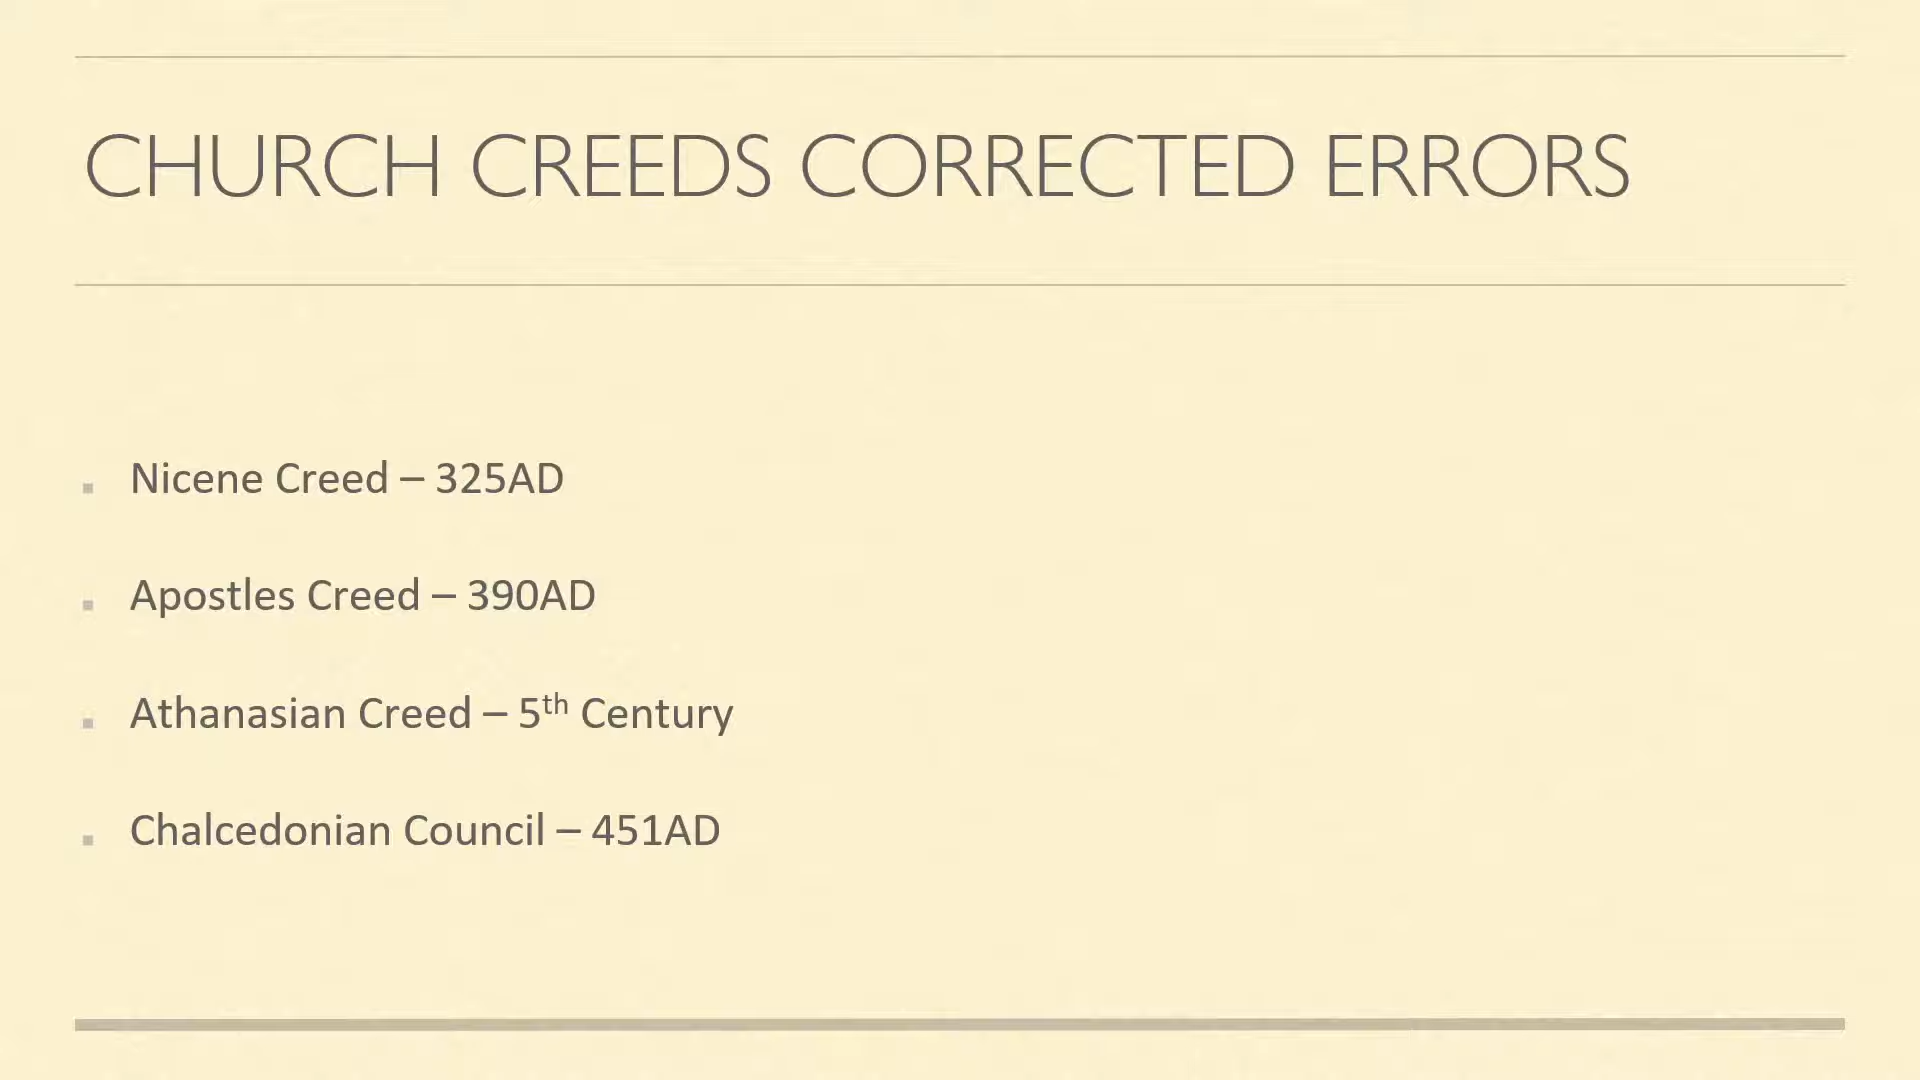 CHURCH CREEDS CORRECTED ERRORS
Nicene Creed – 325AD
Apostles Creed – 390AD
Athanasian Creed – 5th Century
Chalcedonian Council – 451AD